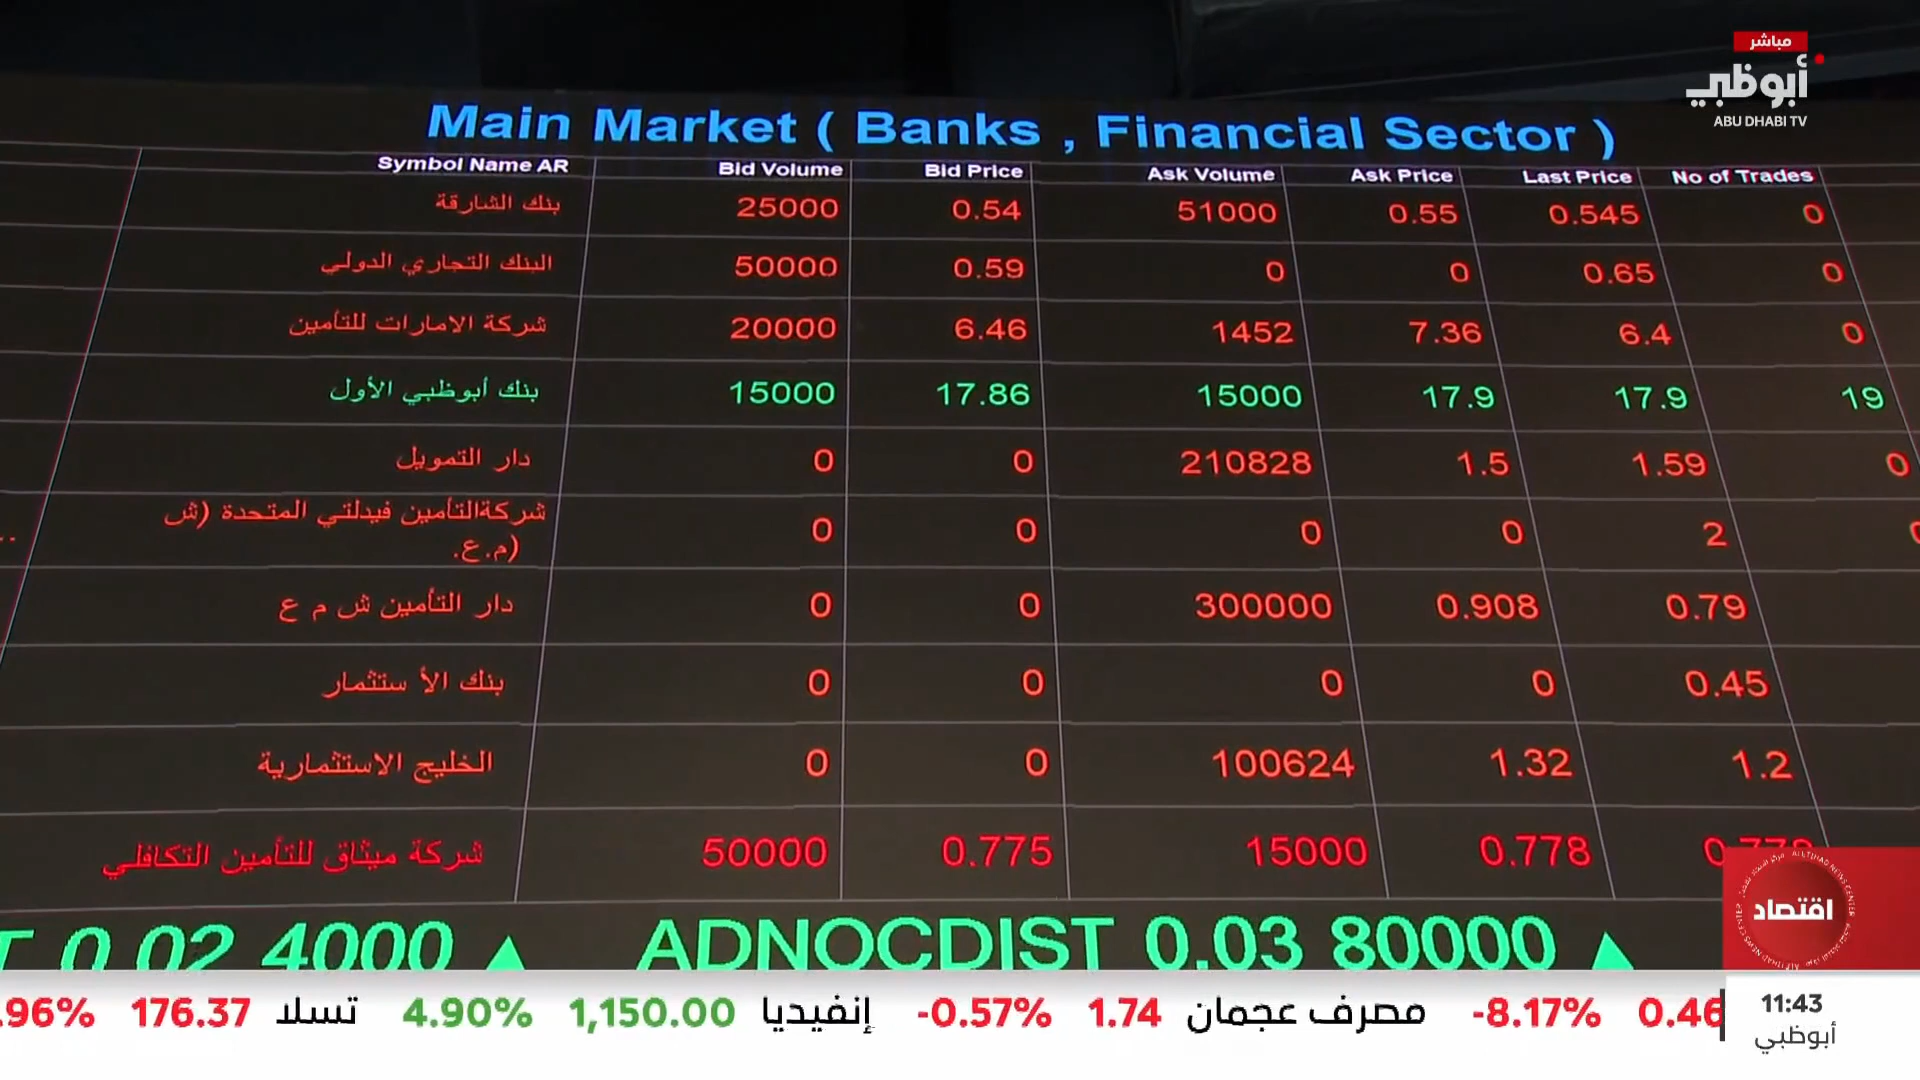 مباشر
أبوظبي
ABU DHABI TV
Main Market ( Banks , Financial Sector )
Symbol Name AR Bid Volume Bid Price Ask Volume Ask Price Last Price No of Trades
بنك الشارقة 25000 0.54 51000 0.55 0.545 0
البنك التجاري الدولي 50000 0.59 0 0 0.65 0
شركة الامارات للتأمين 20000 6.46 1452 7.36 6.4 0
بنك أبوظبي الأول 15000 17.86 15000 17.9 17.9 19
دار التمويل 0 0 210828 1.5 1.59 0
شركةالتأمين فيدلتي المتحدة (ش
م.ع.) 0 0 0 0 2 0
دار التأمين ش م ع 0 0 300000 0.908 0.79
بنك الأ ستثمار 0 0 0 0 0.45
الخليج الاستثمارية 0 0 100624 1.32 1.2
شركة ميثاق للتأمين التكافلي 50000 0.775 15000 0.778
T 0.02 4000 ▲ ADNOCDIST 0.03 80000 ▲
اقتصاد
0.46 -8.17% مصرف عجمان 1.74 -0.57% إنفيديا 1,150.00 4.90% تسلا 176.37 .96%
11:43
أبوظبي